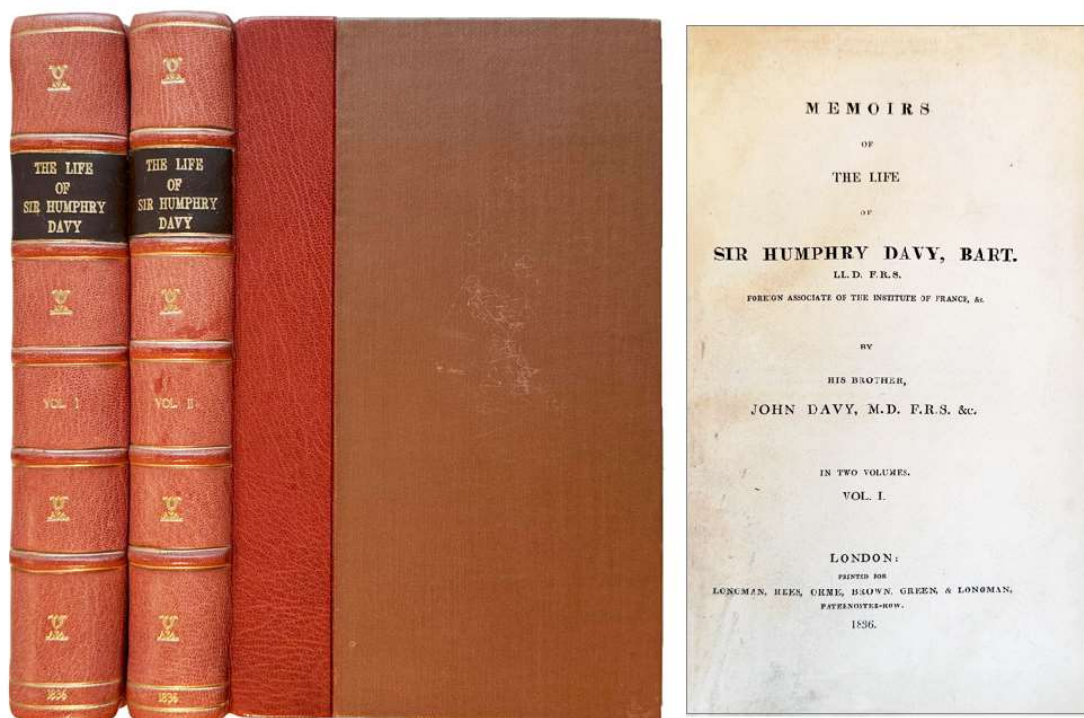 THE LIFE
OF
SIR HUMPHRY
DAVY
VOL. I
1836
THE LIFE
OF
SIR HUMPHRY
DAVY
VOL. II
1836
MEMOIRS
OF
THE LIFE
OF
SIR HUMPHRY DAVY, BART.
LL.D. F.R.S.
FOREIGN ASSOCIATE OF THE INSTITUTE OF FRANCE, &c.
BY
HIS BROTHER,
JOHN DAVY, M.D. F.R.S. &c.
IN TWO VOLUMES.
VOL. I.
LONDON:
PRINTED FOR
LONGMAN, REES, ORME, BROWN, GREEN, & LONGMAN,
PATERNOSTER-ROW.
1836.